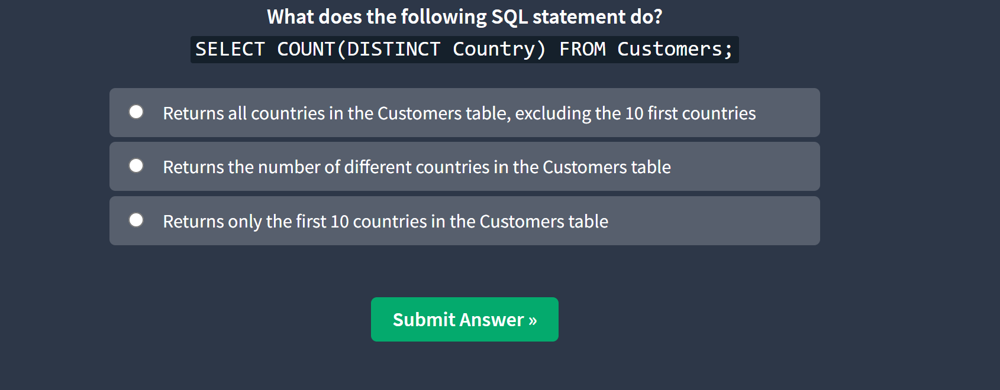 What does the following SQL statement do?
SELECT COUNT(DISTINCT Country) FROM Customers;
Returns all countries in the Customers table, excluding the 10 first countries
Returns the number of different countries in the Customers table
Returns only the first 10 countries in the Customers table
Submit Answer »